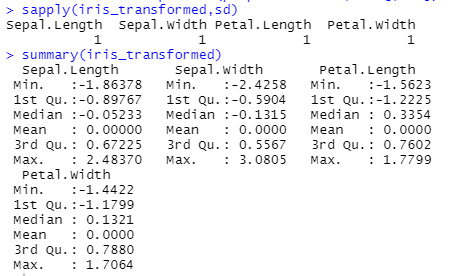 > sapply(iris_transformed,sd)
Sepal.Length  Sepal.Width Petal.Length  Petal.Width
           1            1            1            1
> summary(iris_transformed)
  Sepal.Length       Sepal.Width       Petal.Length
 Min.   :-1.86378   Min.   :-2.4258   Min.   :-1.5623
 1st Qu.:-0.89767   1st Qu.:-0.5904   1st Qu.:-1.2225
 Median :-0.05233   Median :-0.1315   Median : 0.3354
 Mean   : 0.00000   Mean   : 0.0000   Mean   : 0.0000
 3rd Qu.: 0.67225   3rd Qu.: 0.5567   3rd Qu.: 0.7602
 Max.   : 2.48370   Max.   : 3.0805   Max.   : 1.7799
  Petal.Width
 Min.   :-1.4422
 1st Qu.:-1.1799
 Median : 0.1321
 Mean   : 0.0000
 3rd Qu.: 0.7880
 Max.   : 1.7064